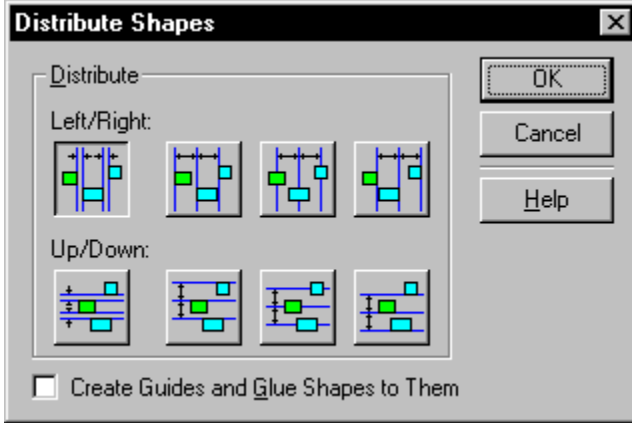 Distribute Shapes
Distribute
OK
Left/Right:
Cancel
Help
Up/Down:
Create Guides and Glue Shapes to Them